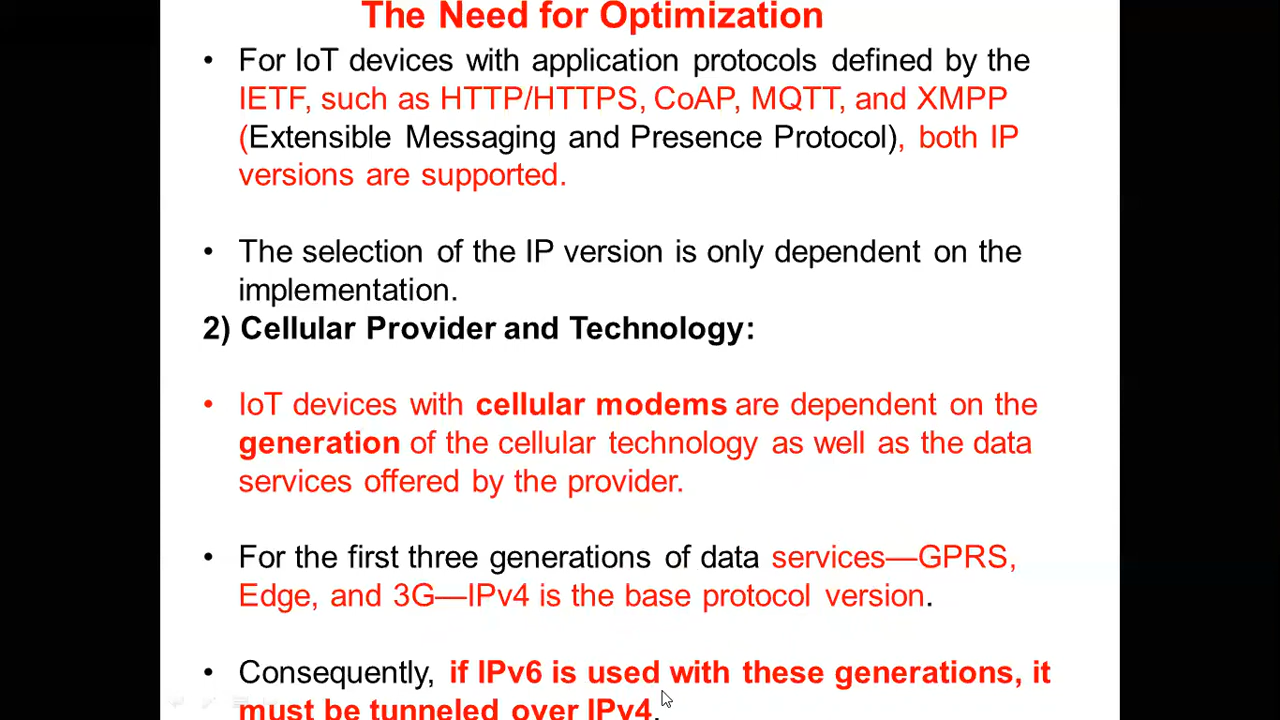 The Need for Optimization
• For IoT devices with application protocols defined by the
IETF, such as HTTP/HTTPS, CoAP, MQTT, and XMPP
(Extensible Messaging and Presence Protocol), both IP
versions are supported.
• The selection of the IP version is only dependent on the
implementation.
2) Cellular Provider and Technology:
• IoT devices with cellular modems are dependent on the
generation of the cellular technology as well as the data
services offered by the provider.
• For the first three generations of data services—GPRS,
Edge, and 3G—IPv4 is the base protocol version.
• Consequently, if IPv6 is used with these generations, it
must be tunneled over IPv4.